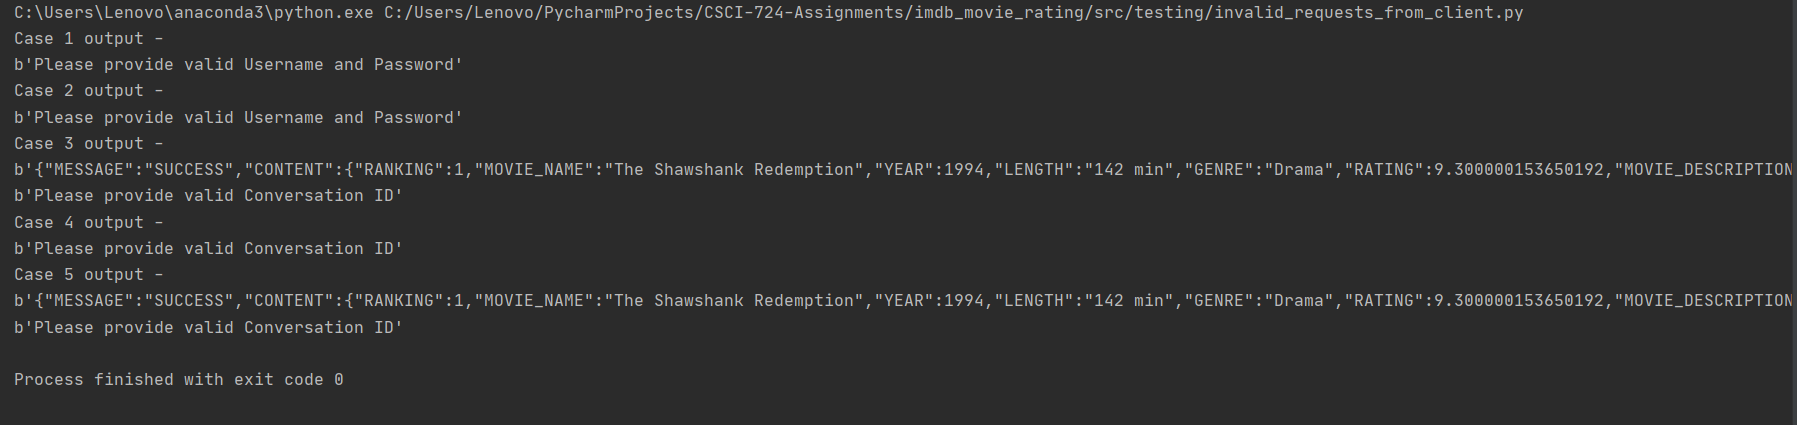 C:\Users\Lenovo\anaconda3\python.exe C:/Users/Lenovo/PycharmProjects/CSCI-724-Assignments/imdb_movie_rating/src/testing/invalid_requests_from_client.py
Case 1 output -
b'Please provide valid Username and Password'
Case 2 output -
b'Please provide valid Username and Password'
Case 3 output -
b'{"MESSAGE":"SUCCESS","CONTENT":{"RANKING":1,"MOVIE_NAME":"The Shawshank Redemption","YEAR":1994,"LENGTH":"142 min","GENRE":"Drama","RATING":9.300000153650192,"MOVIE_DESCRIPTION
b'Please provide valid Conversation ID'
Case 4 output -
b'Please provide valid Conversation ID'
Case 5 output -
b'{"MESSAGE":"SUCCESS","CONTENT":{"RANKING":1,"MOVIE_NAME":"The Shawshank Redemption","YEAR":1994,"LENGTH":"142 min","GENRE":"Drama","RATING":9.300000153650192,"MOVIE_DESCRIPTION
b'Please provide valid Conversation ID'
Process finished with exit code 0